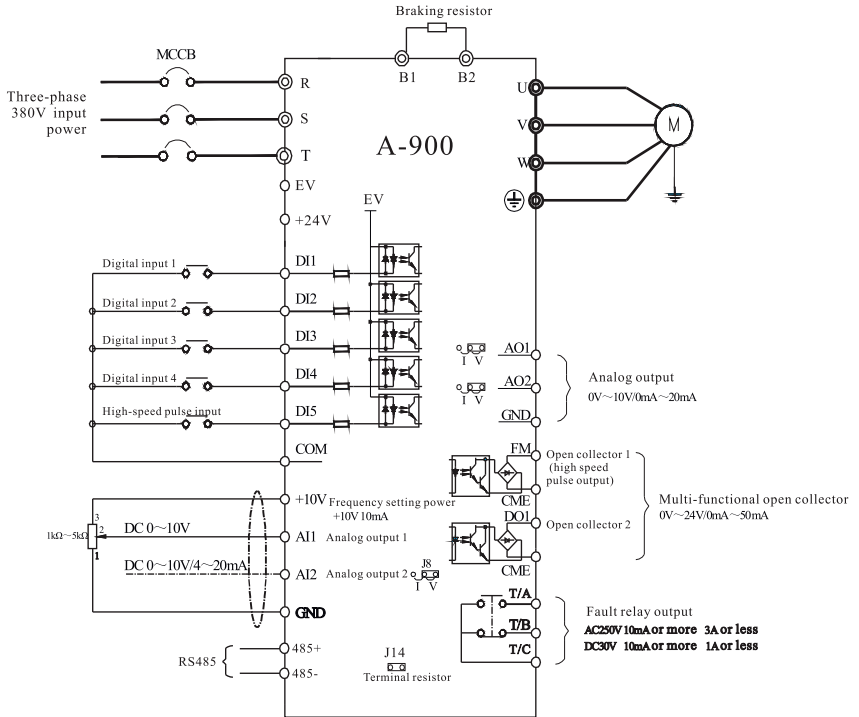 Braking resistor
B1
B2
MCCB
Three-phase
380V input
power
R
S
T
A-900
U
V
W
M
EV
+24V
EV
Digital input 1
DI1
Digital input 2
DI2
Digital input 3
DI3
Digital input 4
DI4
High-speed pulse input
DI5
COM
I V
AO1
I V
AO2
GND
Analog output
0V～10V/0mA～20mA
FM
CME
Open collector 1
(high speed
pulse output)
DO1
CME
Open collector 2
Multi-functional open collector
0V～24V/0mA～50mA
+10V
Frequency setting power
+10V 10mA
1kΩ～5kΩ
3
2
1
DC 0～10V
AI1
Analog output 1
DC 0～10V/4～20mA
AI2
Analog output 2
J8
I V
GND
T/A
T/B
T/C
Fault relay output
AC250V 10mA or more 3A or less
DC30V 10mA or more 1A or less
RS485
485+
485-
J14
Terminal resistor